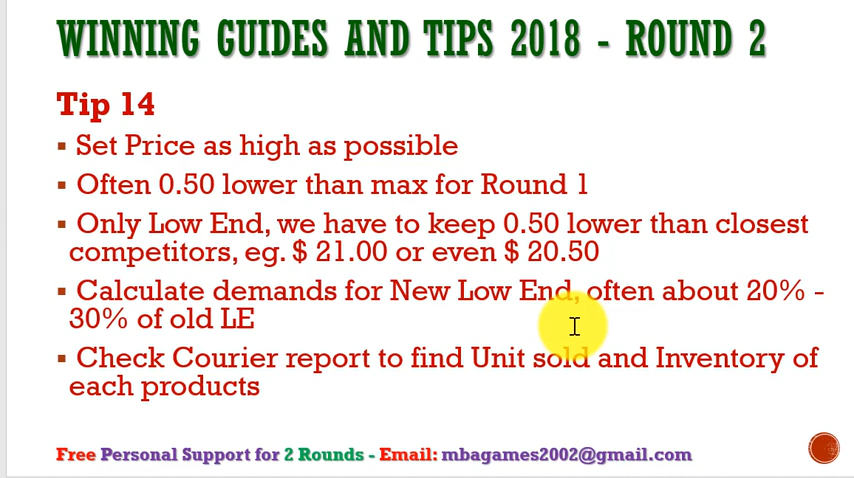 WINNING GUIDES AND TIPS 2018 - ROUND 2
Tip 14
▪ Set Price as high as possible
▪ Often 0.50 lower than max for Round 1
▪ Only Low End, we have to keep 0.50 lower than closest
competitors, eg. $ 21.00 or even $ 20.50
▪ Calculate demands for New Low End, often about 20% -
30% of old LE
▪ Check Courier report to find Unit sold and Inventory of
each products
Free Personal Support for 2 Rounds - Email: mbagames2002@gmail.com